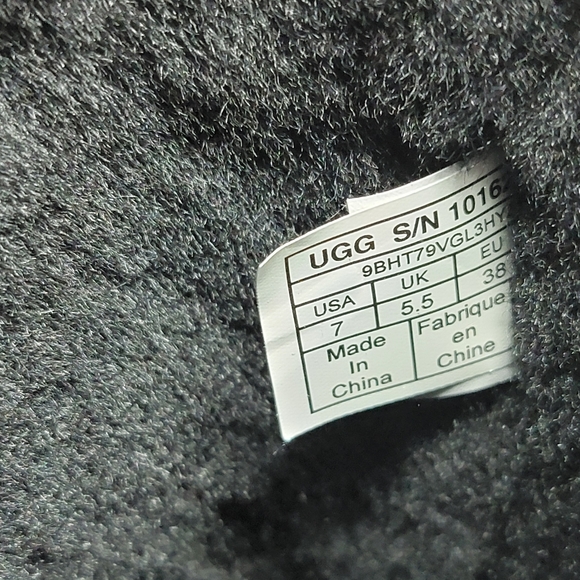 UGG S/N 1016
9BHT79VGL3HY
USA UK EU
7 5.5 38
Made In China
Fabrique en Chine